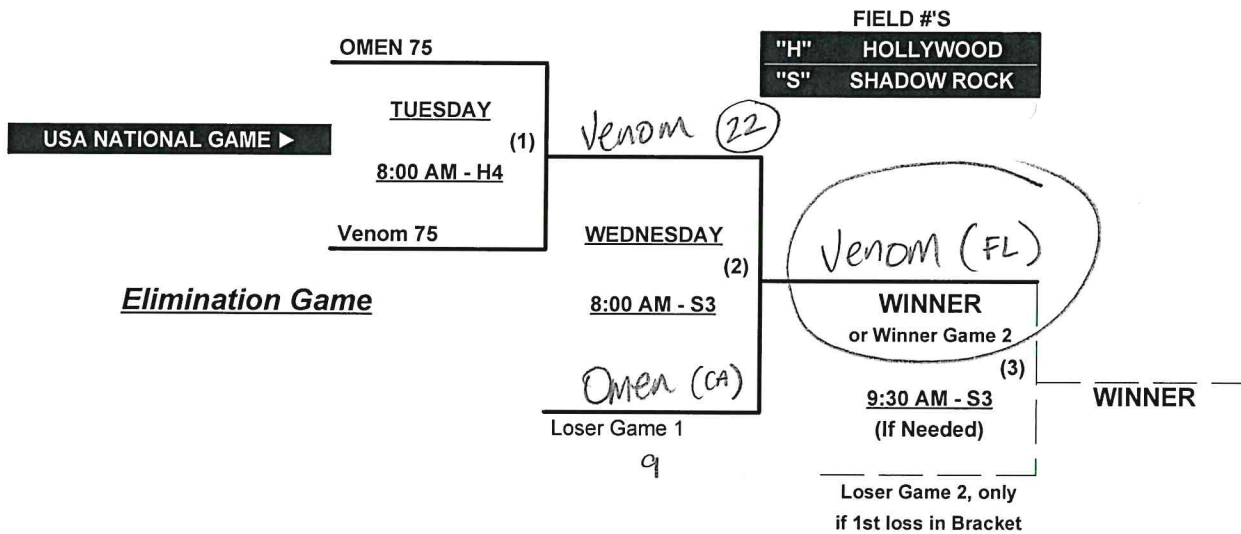 FIELD #'S
"H" HOLLYWOOD
"S" SHADOW ROCK
OMEN 75
TUESDAY
USA NATIONAL GAME ►
(1)
8:00 AM - H4
Venom 22
Venom 75
WEDNESDAY
(2)
Venom (FL)
Elimination Game
8:00 AM - S3
WINNER
or Winner Game 2
(3)
Omen (CA)
9:30 AM - S3
WINNER
Loser Game 1
(If Needed)
9
Loser Game 2, only
if 1st loss in Bracket